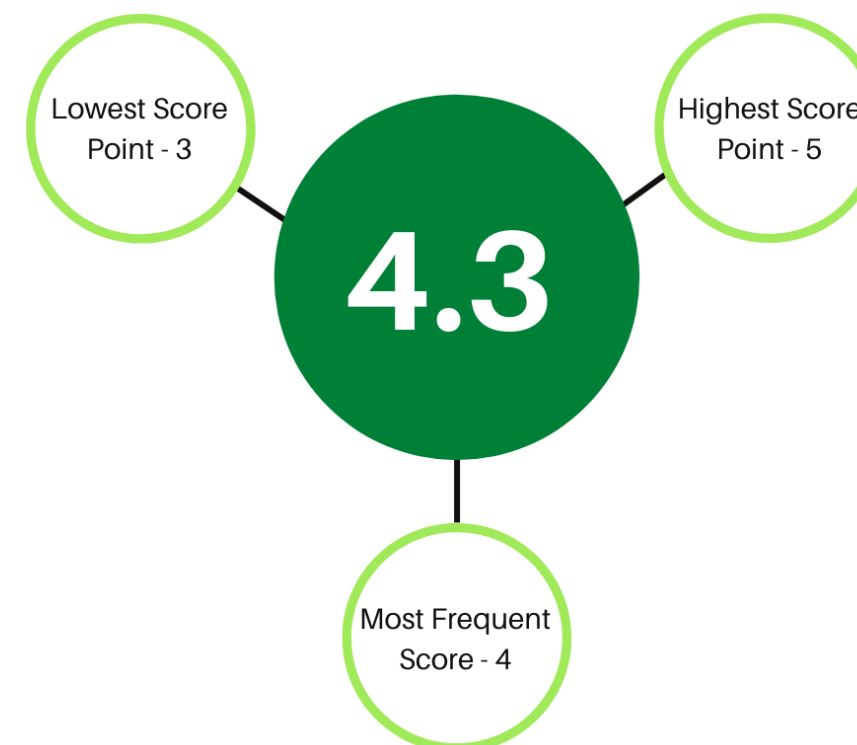 Lowest Score
Point - 3
Highest Score
Point - 5
4.3
Most Frequent
Score - 4